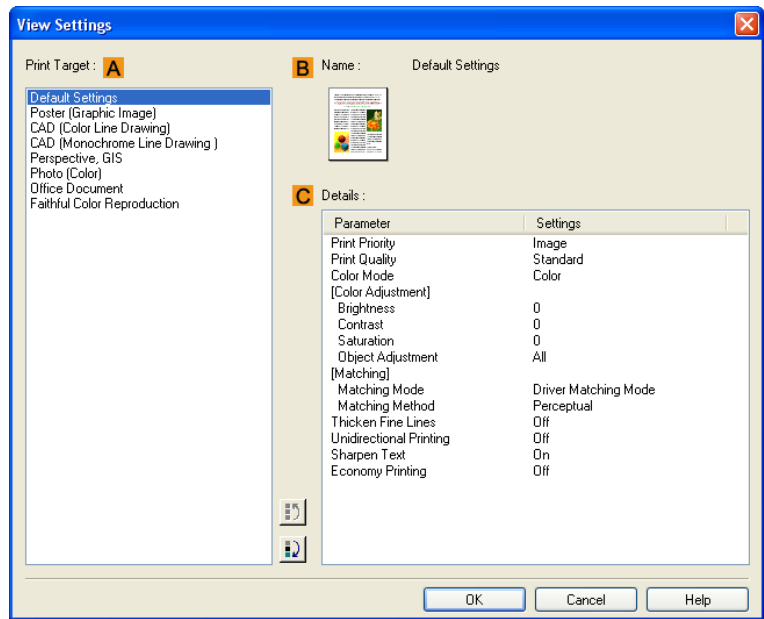 View Settings
Print Target : A
Default Settings
Poster (Graphic Image)
CAD (Color Line Drawing)
CAD (Monochrome Line Drawing )
Perspective, GIS
Photo (Color)
Office Document
Faithful Color Reproduction
B Name : Default Settings
C Details :
Parameter Settings
Print Priority Image
Print Quality Standard
Color Mode Color
[Color Adjustment]
Brightness 0
Contrast 0
Saturation 0
Object Adjustment All
[Matching]
Matching Mode Driver Matching Mode
Matching Method Perceptual
Thicken Fine Lines Off
Unidirectional Printing Off
Sharpen Text On
Economy Printing Off
OK Cancel Help